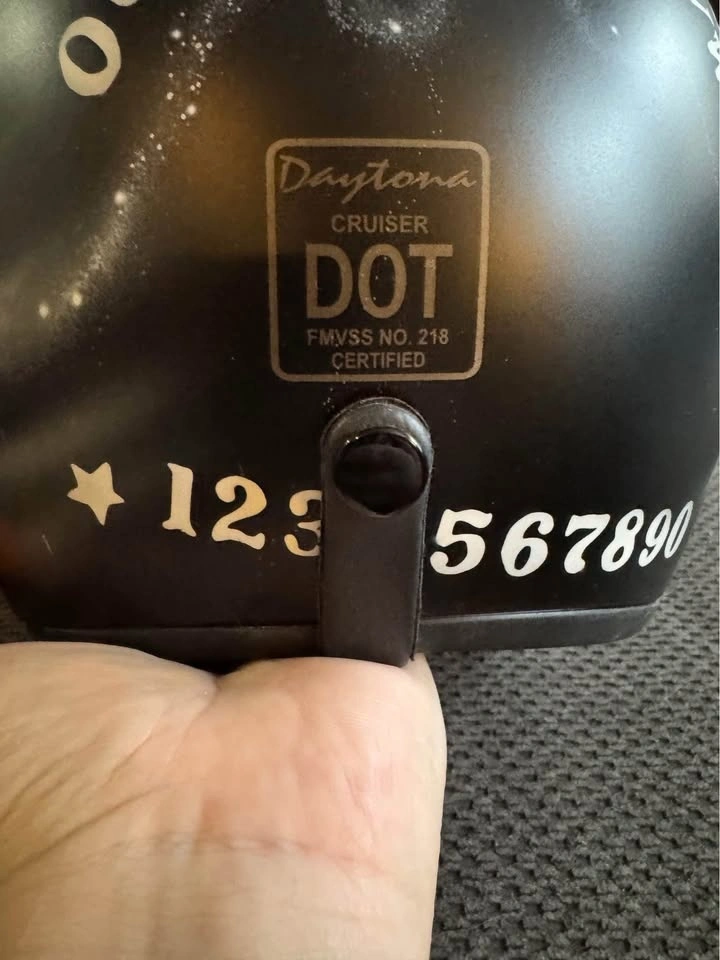 Daytona
CRUISER
DOT
FMVSS NO. 218
CERTIFIED
123 567890